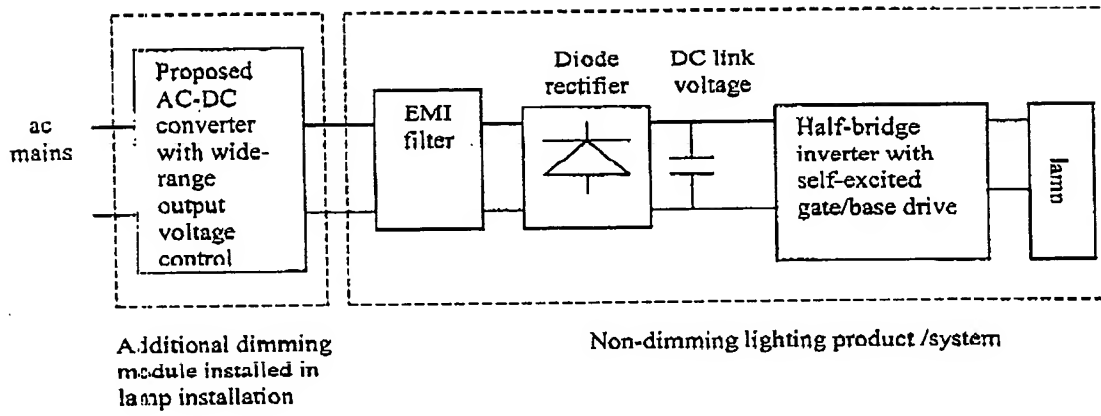 ac
mains
Proposed
AC-DC
converter
with wide-
range
output
voltage
control
EMI
filter
Diode
rectifier
DC link
voltage
Half-bridge
inverter with
self-excited
gate/base drive
lamp
Additional dimming
module installed in
lamp installation
Non-dimming lighting product /system